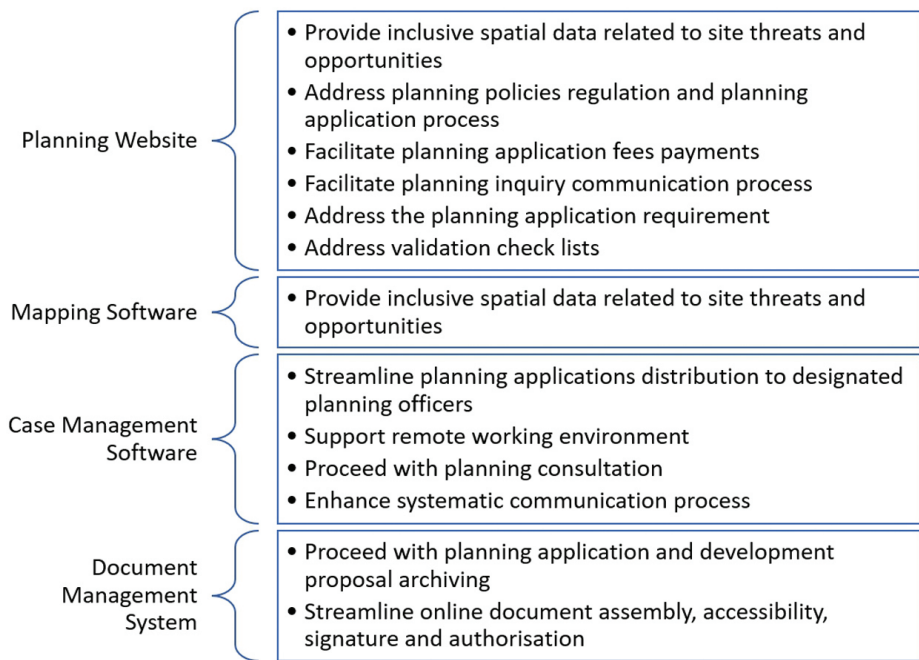 Planning Website
• Provide inclusive spatial data related to site threats and
opportunities
• Address planning policies regulation and planning
application process
• Facilitate planning application fees payments
• Facilitate planning inquiry communication process
• Address the planning application requirement
• Address validation check lists
Mapping Software
• Provide inclusive spatial data related to site threats and
opportunities
Case Management
Software
• Streamline planning applications distribution to designated
planning officers
• Support remote working environment
• Proceed with planning consultation
• Enhance systematic communication process
Document
Management
System
• Proceed with planning application and development
proposal archiving
• Streamline online document assembly, accessibility,
signature and authorisation